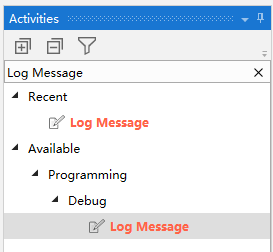 Activities
Log Message
Recent
Log Message
Available
Programming
Debug
Log Message